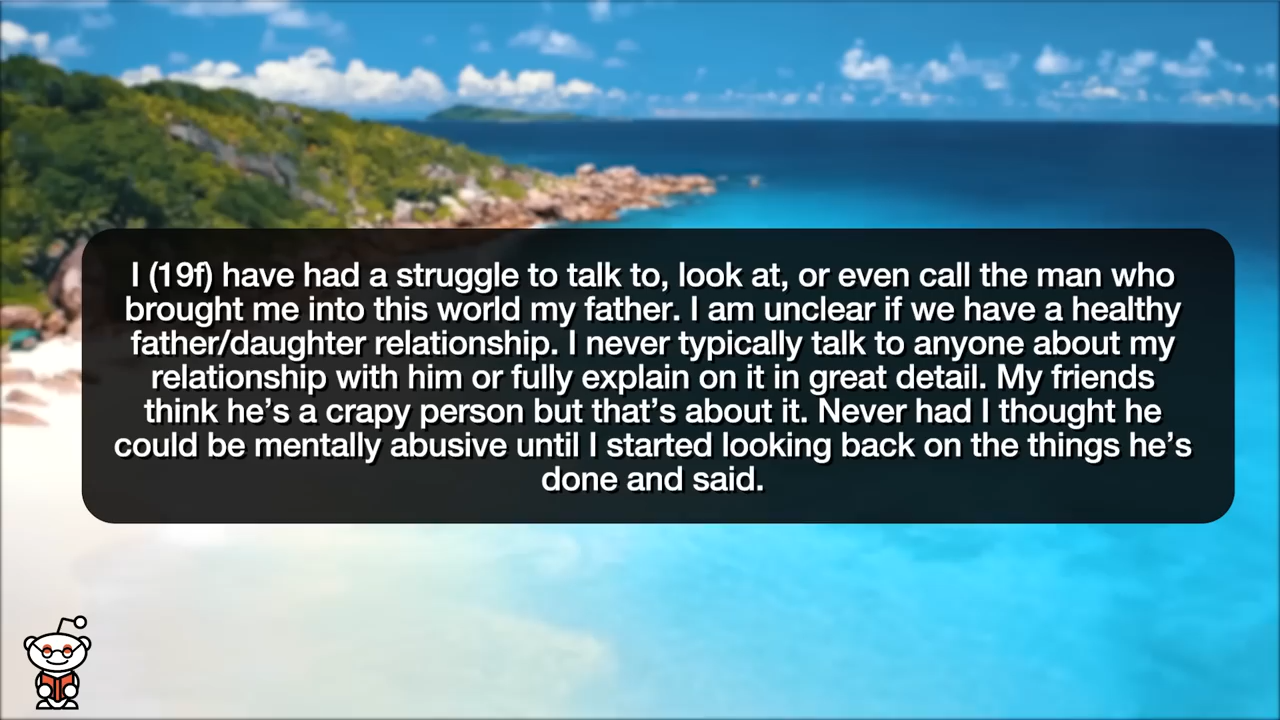 I (19f) have had a struggle to talk to, look at, or even call the man who
brought me into this world my father. I am unclear if we have a healthy
father/daughter relationship. I never typically talk to anyone about my
relationship with him or fully explain on it in great detail. My friends
think he’s a crapy person but that’s about it. Never had I thought he
could be mentally abusive until I started looking back on the things he’s
done and said.